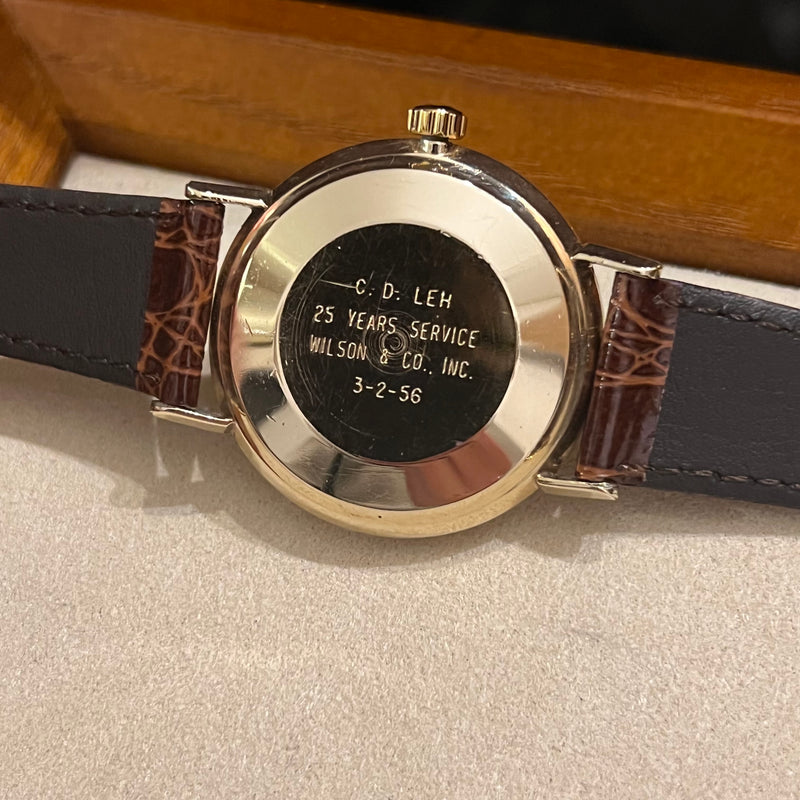 C. D. LEH
25 YEARS SERVICE
WILSON & CO., INC.
3-2-56